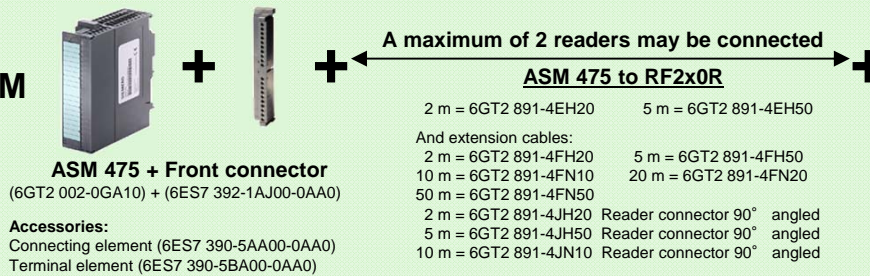 M
+
+
+
A maximum of 2 readers may be connected
ASM 475 to RF2x0R
2 m = 6GT2 891-4EH20 5 m = 6GT2 891-4EH50
And extension cables:
2 m = 6GT2 891-4FH20 5 m = 6GT2 891-4FH50
10 m = 6GT2 891-4FN10 20 m = 6GT2 891-4FN20
50 m = 6GT2 891-4FN50
2 m = 6GT2 891-4JH20 Reader connector 90° angled
5 m = 6GT2 891-4JH50 Reader connector 90° angled
10 m = 6GT2 891-4JN10 Reader connector 90° angled
ASM 475 + Front connector
(6GT2 002-0GA10) + (6ES7 392-1AJ00-0AA0)
Accessories:
Connecting element (6ES7 390-5AA00-0AA0)
Terminal element (6ES7 390-5BA00-0AA0)